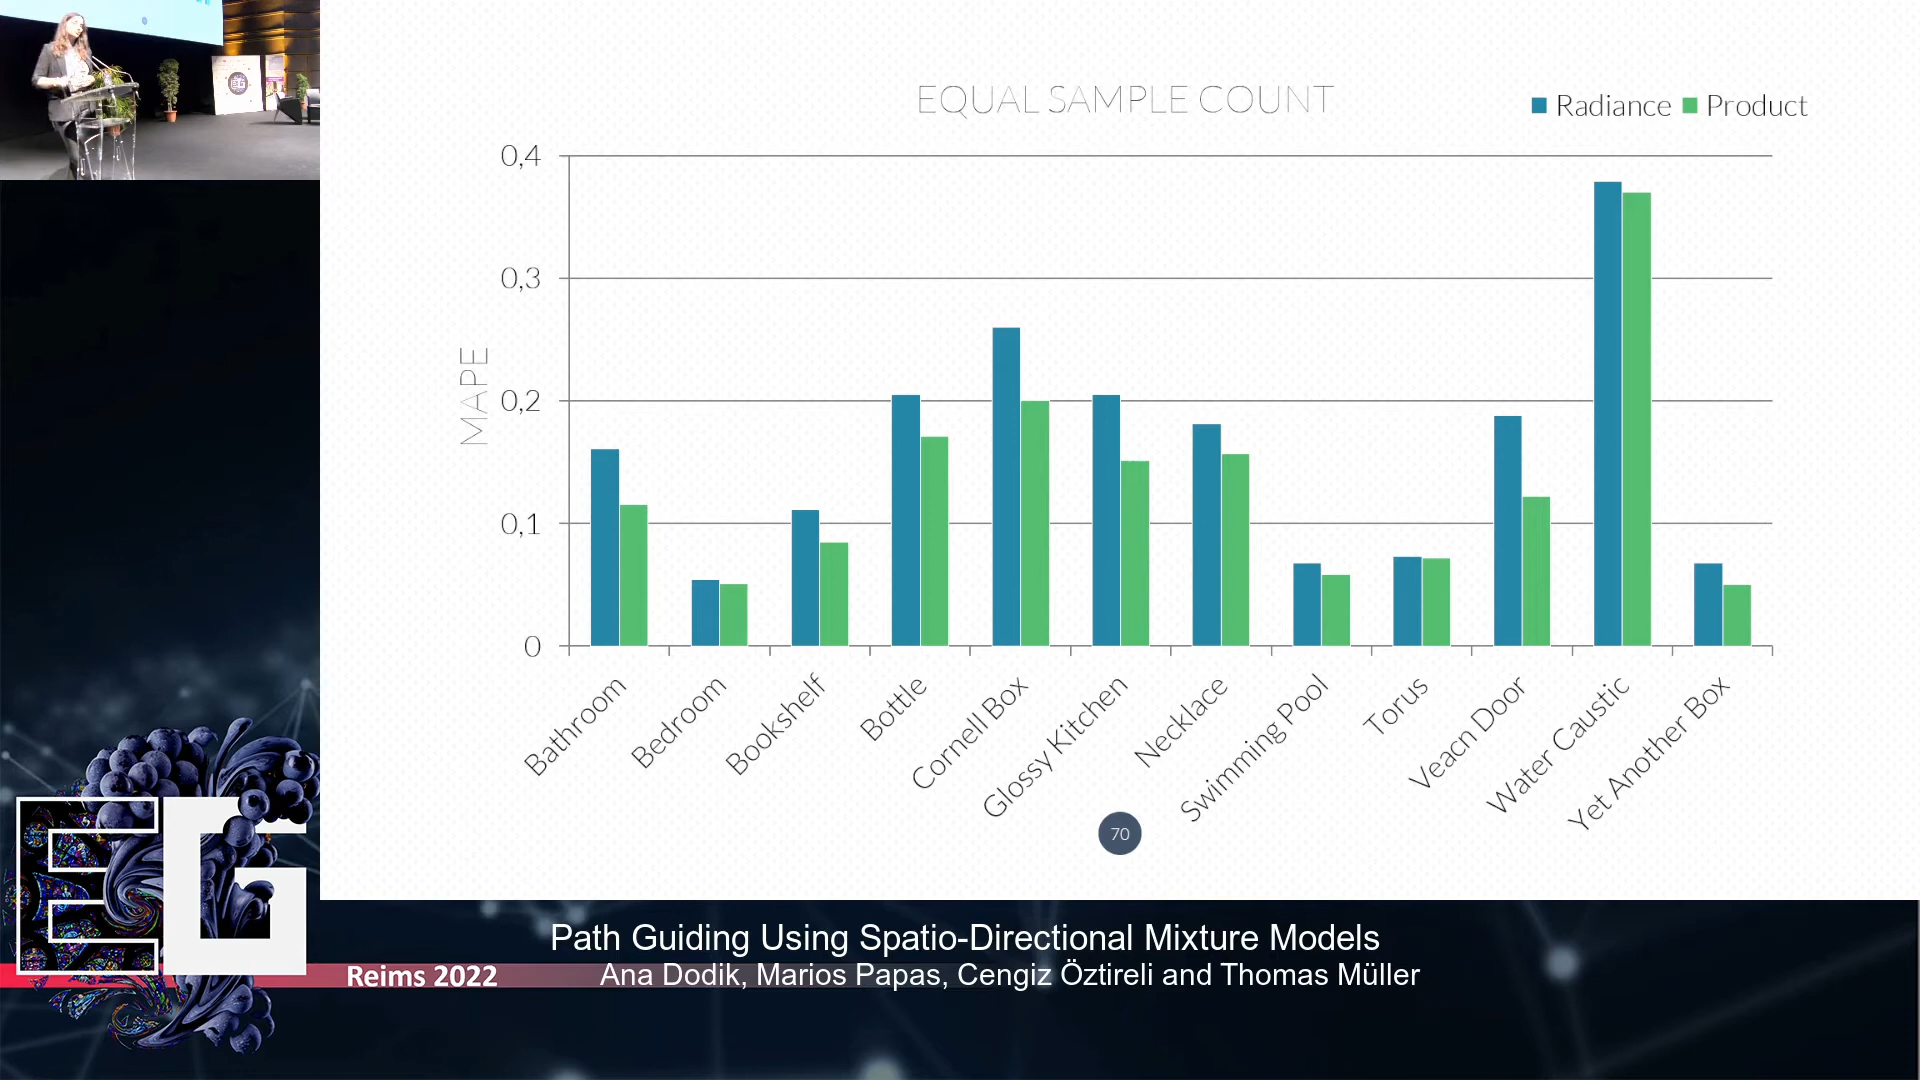 EQUAL SAMPLE COUNT
Radiance Product
0,4
0,3
0,2
0,1
0
MAPE
Bathroom
Bedroom
Bookshelf
Bottle
Cornell Box
Glossy Kitchen
Necklace
Swimming Pool
Torus
Veacn Door
Water Caustic
Yet Another Box
70
EG
Path Guiding Using Spatio-Directional Mixture Models
Reims 2022
Ana Dodik, Marios Papas, Cengiz Öztireli and Thomas Müller